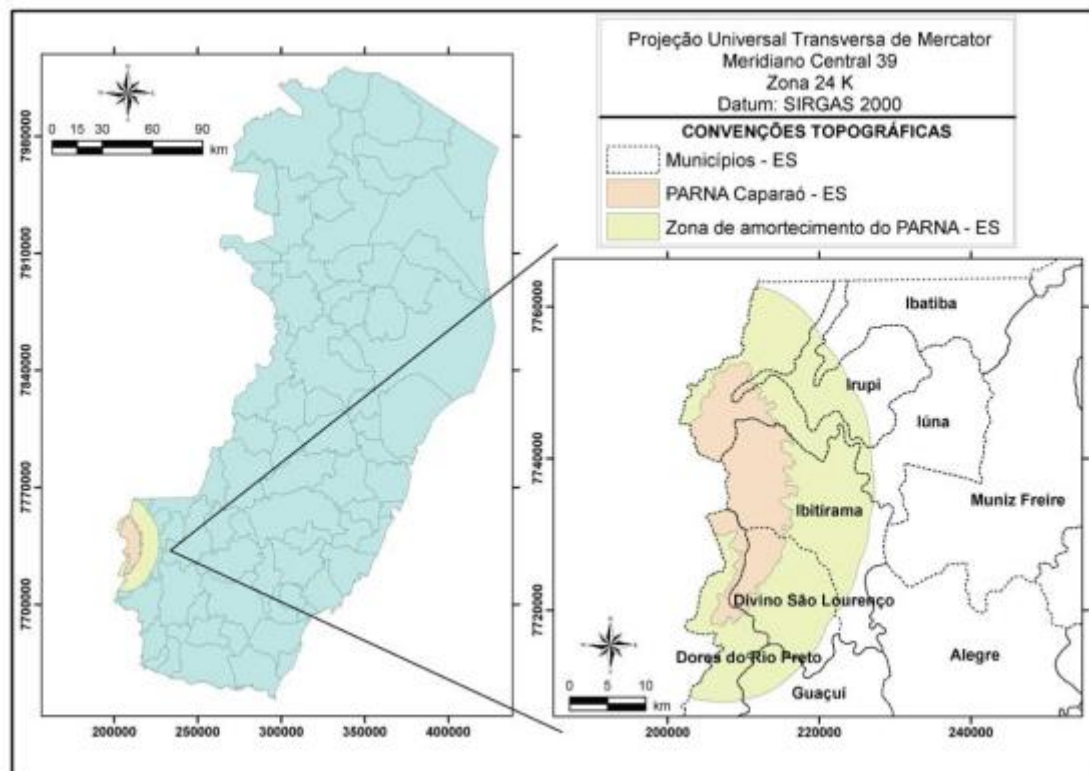 Projeção Universal Transversa de Mercator
Meridiano Central 39
Zona 24 K
Datum: SIRGAS 2000
CONVENÇÕES TOPOGRÁFICAS
Municípios - ES
PARNA Caparaó - ES
Zona de amortecimento do PARNA - ES
0 15 30 60 90
km
7980000
7910000
7840000
7770000
7700000
200000 250000 300000 350000 400000
7760000
7740000
7720000
Ibatiba
Irupi
Iúna
Muniz Freire
Ibitirama
Divino São Lourenço
Dores do Rio Preto
Alegre
Guaçuí
0 5 10
km
200000 220000 240000